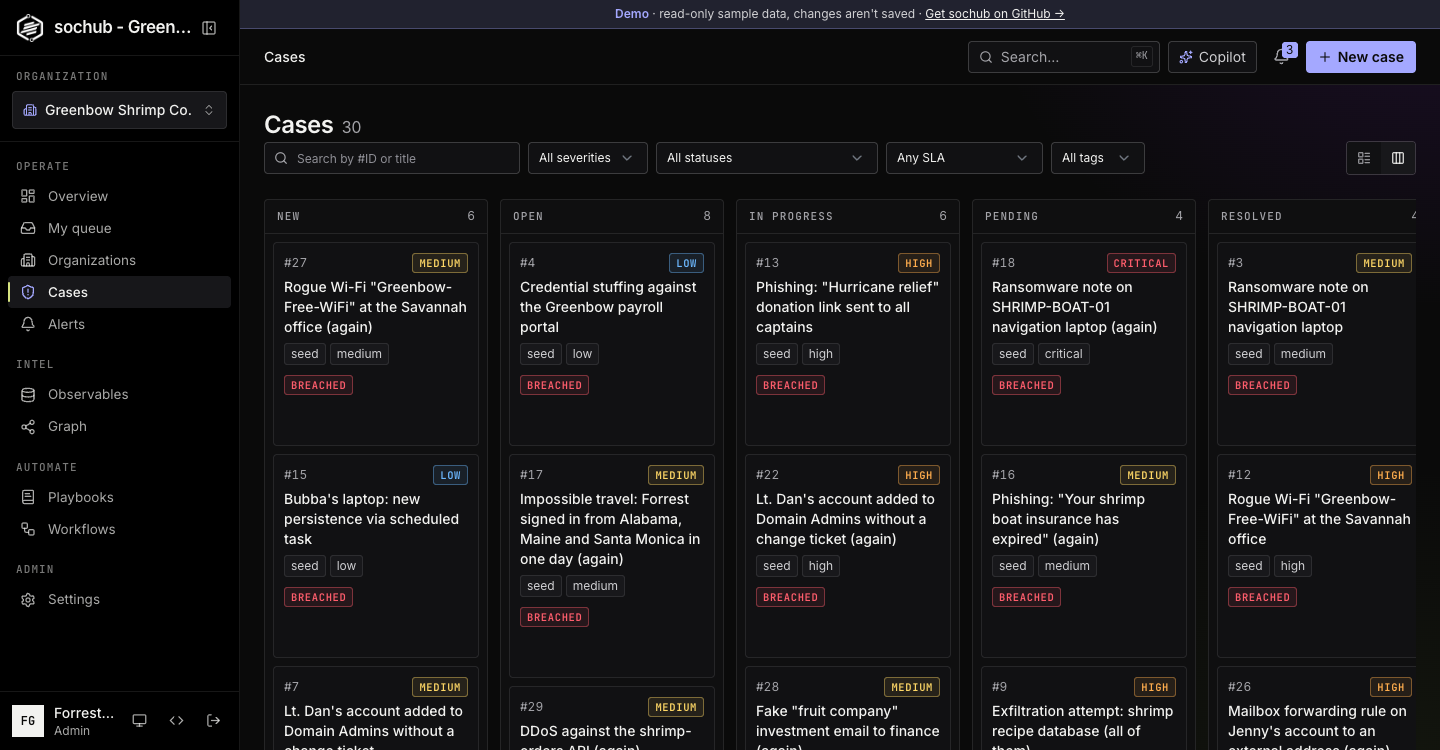 sochub - Green...
ORGANIZATION
Greenbow Shrimp Co.
OPERATE
Overview
My queue
Organizations
Cases
Alerts
INTEL
Observables
Graph
AUTOMATE
Playbooks
Workflows
ADMIN
Settings
FG
Forrest...
Admin
Demo · read-only sample data, changes aren't saved · Get sochub on GitHub →
Cases
Search...
⌘K
Copilot
3
+ New case
Cases 30
Search by #ID or title
All severities
All statuses
Any SLA
All tags
NEW 6
#27 MEDIUM
Rogue Wi-Fi "Greenbow-
Free-WiFi" at the Savannah
office (again)
seed medium
BREACHED
#15 LOW
Bubba's laptop: new
persistence via scheduled
task
seed low
BREACHED
#7 MEDIUM
Lt. Dan's account added to
Domain Admins without a
change ticket
OPEN 8
#4 LOW
Credential stuffing against
the Greenbow payroll
portal
seed low
BREACHED
#17 MEDIUM
Impossible travel: Forrest
signed in from Alabama,
Maine and Santa Monica in
one day (again)
seed medium
BREACHED
#29 MEDIUM
DDoS against the shrimp-
orders API (again)
IN PROGRESS 6
#13 HIGH
Phishing: "Hurricane relief"
donation link sent to all
captains
seed high
BREACHED
#22 HIGH
Lt. Dan's account added to
Domain Admins without a
change ticket (again)
seed high
BREACHED
#28 MEDIUM
Fake "fruit company"
investment email to finance
(again)
PENDING 4
#18 CRITICAL
Ransomware note on
SHRIMP-BOAT-01
navigation laptop (again)
seed critical
BREACHED
#16 MEDIUM
Phishing: "Your shrimp
boat insurance has
expired" (again)
seed medium
BREACHED
#9 HIGH
Exfiltration attempt: shrimp
recipe database (all of
them)
RESOLVED 4
#3 MEDIUM
Ransomware note on
SHRIMP-BOAT-01
navigation laptop
seed medium
BREACHED
#12 HIGH
Rogue Wi-Fi "Greenbow-
Free-WiFi" at the Savannah
office
seed high
BREACHED
#26 HIGH
Mailbox forwarding rule on
Jenny's account to an
external address (again)